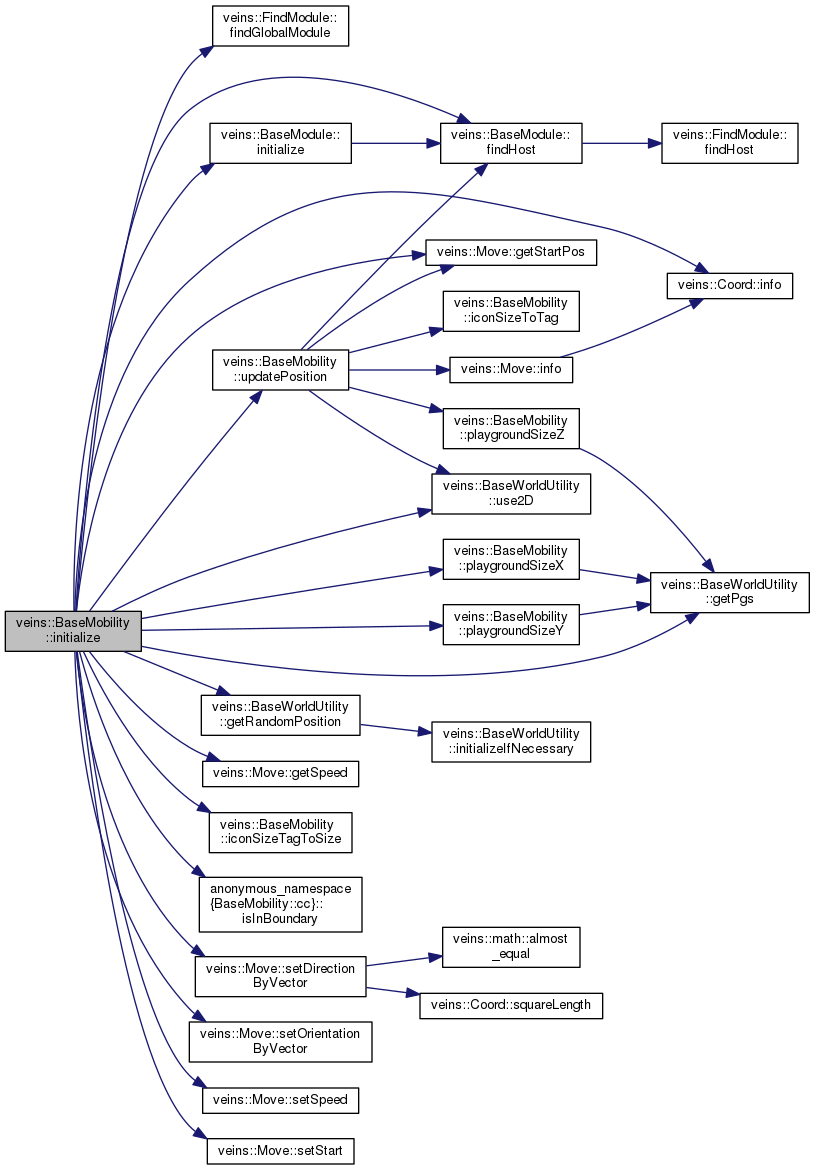 veins::FindModule::
findGlobalModule
veins::BaseModule::
initialize
veins::BaseModule::
findHost
veins::FindModule::
findHost
veins::Move::getStartPos
veins::Coord::info
veins::BaseMobility
::iconSizeToTag
veins::BaseMobility
::updatePosition
veins::Move::info
veins::BaseMobility
::playgroundSizeZ
veins::BaseWorldUtility
::use2D
veins::BaseMobility
::playgroundSizeX
veins::BaseWorldUtility
::getPgs
veins::BaseMobility
::playgroundSizeY
veins::BaseMobility
::initialize
veins::BaseWorldUtility
::getRandomPosition
veins::BaseWorldUtility
::initializeIfNecessary
veins::Move::getSpeed
veins::BaseMobility
::iconSizeTagToSize
anonymous_namespace
{BaseMobility::cc}::
isInBoundary
veins::math::almost
_equal
veins::Move::setDirection
ByVector
veins::Coord::squareLength
veins::Move::setOrientation
ByVector
veins::Move::setSpeed
veins::Move::setStart